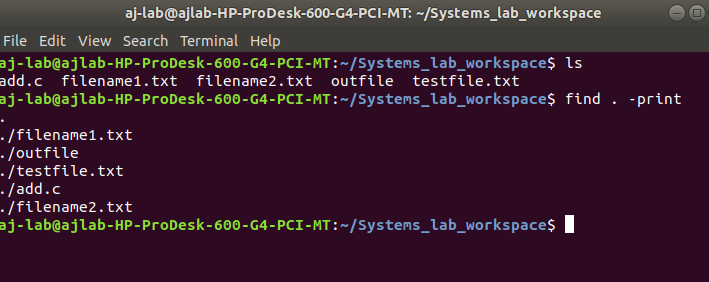 aj-lab@ajlab-HP-ProDesk-600-G4-PCI-MT: ~/Systems_lab_workspace
File Edit View Search Terminal Help
aj-lab@ajlab-HP-ProDesk-600-G4-PCI-MT:~/Systems_lab_workspace$ ls
add.c  filename1.txt  filename2.txt  outfile  testfile.txt
aj-lab@ajlab-HP-ProDesk-600-G4-PCI-MT:~/Systems_lab_workspace$ find . -print
.
./filename1.txt
./outfile
./testfile.txt
./add.c
./filename2.txt
aj-lab@ajlab-HP-ProDesk-600-G4-PCI-MT:~/Systems_lab_workspace$